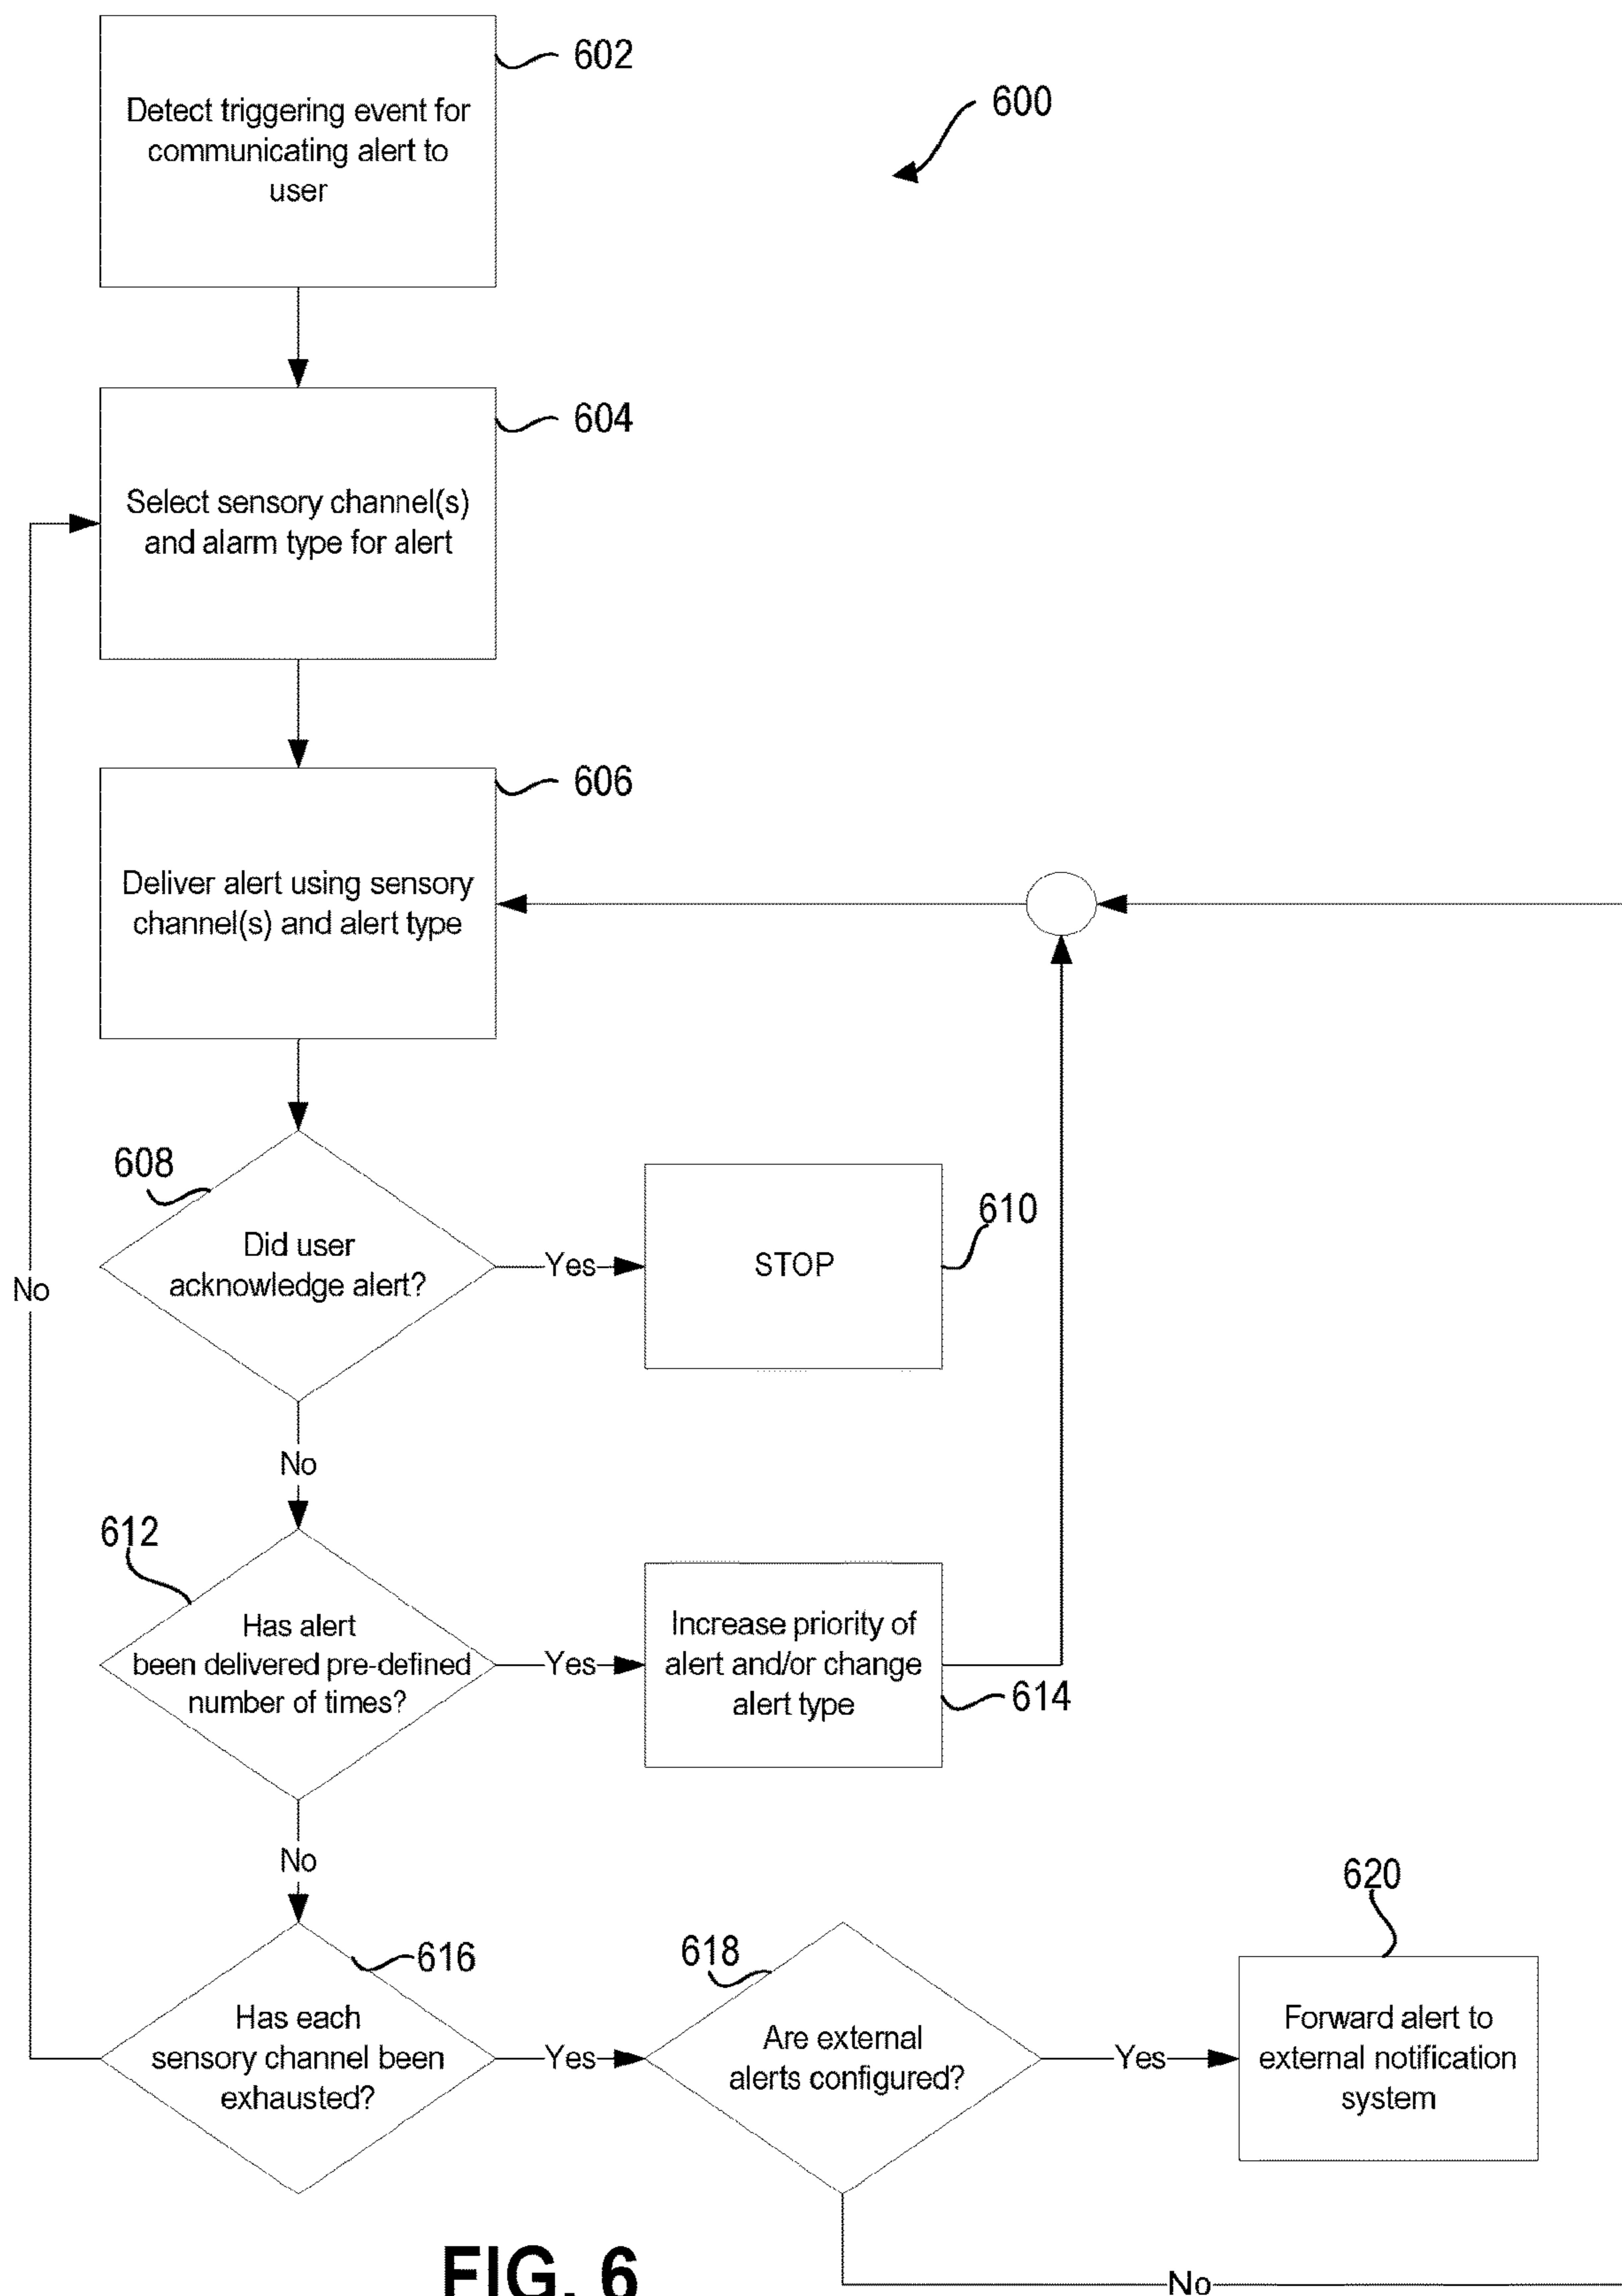 602
600
Detect triggering event for
communicating alert to
user
604
Select sensory channel(s)
and alarm type for alert
606
Deliver alert using sensory
channel(s) and alert type
608
Did user
acknowledge alert?
Yes
STOP
610
No
No
612
Has alert
been delivered pre-defined
number of times?
Yes
Increase priority of
alert and/or change
alert type
614
No
616
Has each
sensory channel been
exhausted?
Yes
618
Are external
alerts configured?
Yes
620
Forward alert to
external notification
system
No
FIG. 6